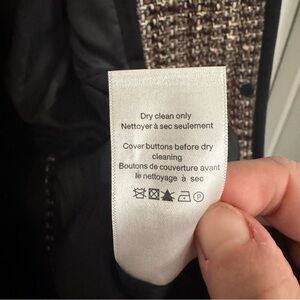 Dry clean only
Nettoyer à sec seulement
Cover buttons before dry
cleaning
Boutons de couverture avant
le nettoyage à sec